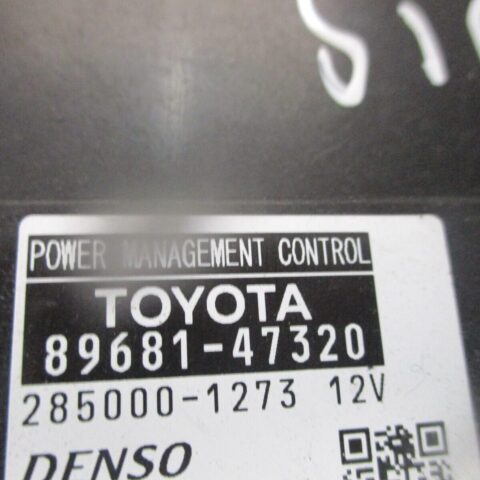 POWER MANAGEMENT CONTROL
TOYOTA
89681-47320
285000-1273 12V
DENSO